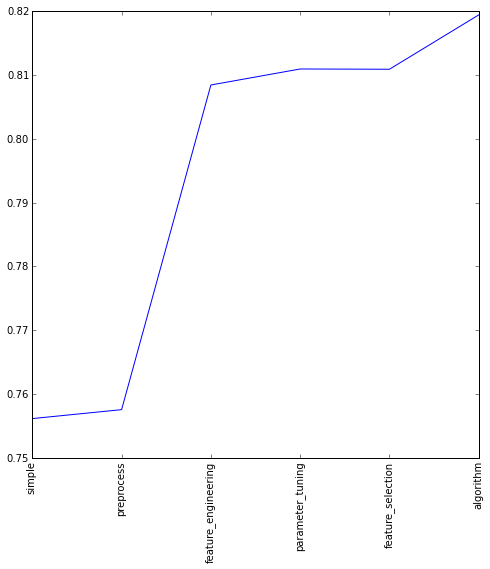 0.82
0.81
0.80
0.79
0.78
0.77
0.76
0.75
simple
preprocess
feature_engineering
parameter_tuning
feature_selection
algorithm